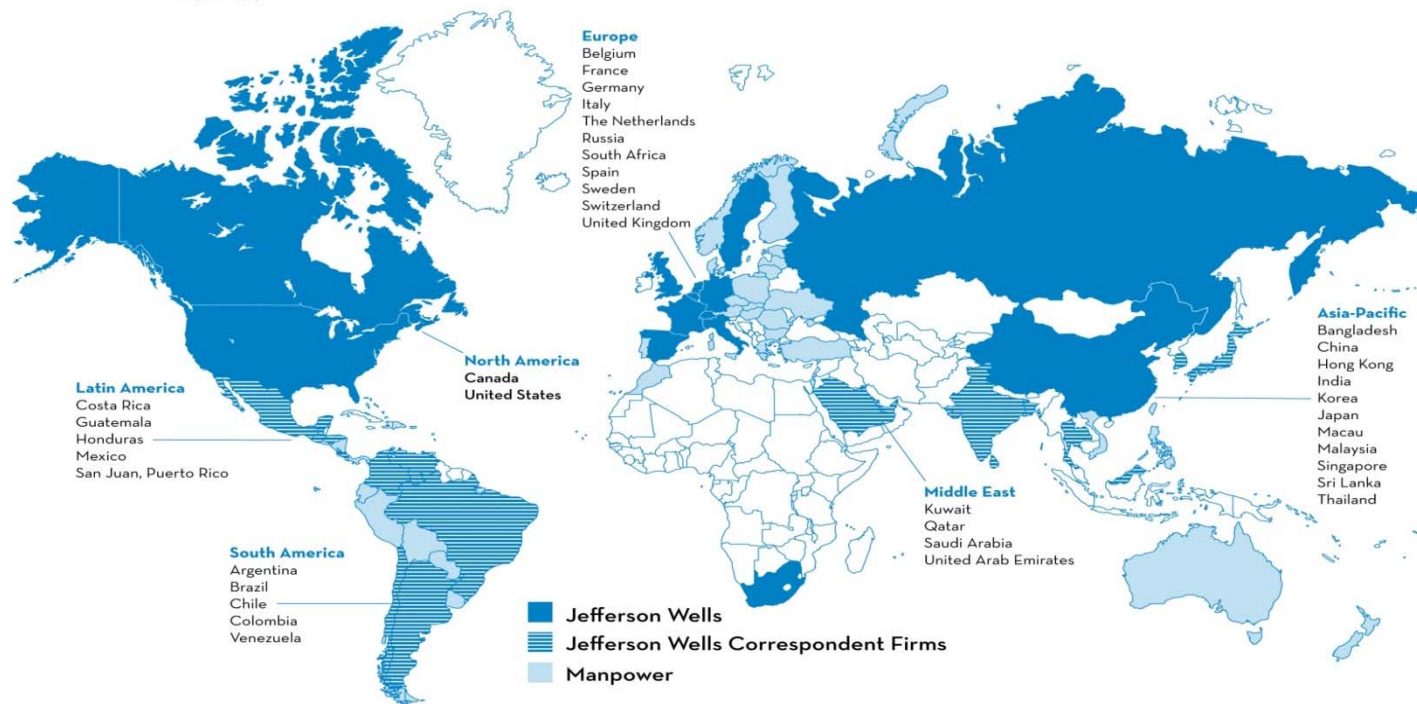 Europe
Belgium
France
Germany
Italy
The Netherlands
Russia
South Africa
Spain
Sweden
Switzerland
United Kingdom
North America
Canada
United States
Latin America
Costa Rica
Guatemala
Honduras
Mexico
San Juan, Puerto Rico
South America
Argentina
Brazil
Chile
Colombia
Venezuela
Middle East
Kuwait
Qatar
Saudi Arabia
United Arab Emirates
Asia-Pacific
Bangladesh
China
Hong Kong
India
Korea
Japan
Macau
Malaysia
Singapore
Sri Lanka
Thailand
Jefferson Wells
Jefferson Wells Correspondent Firms
Manpower